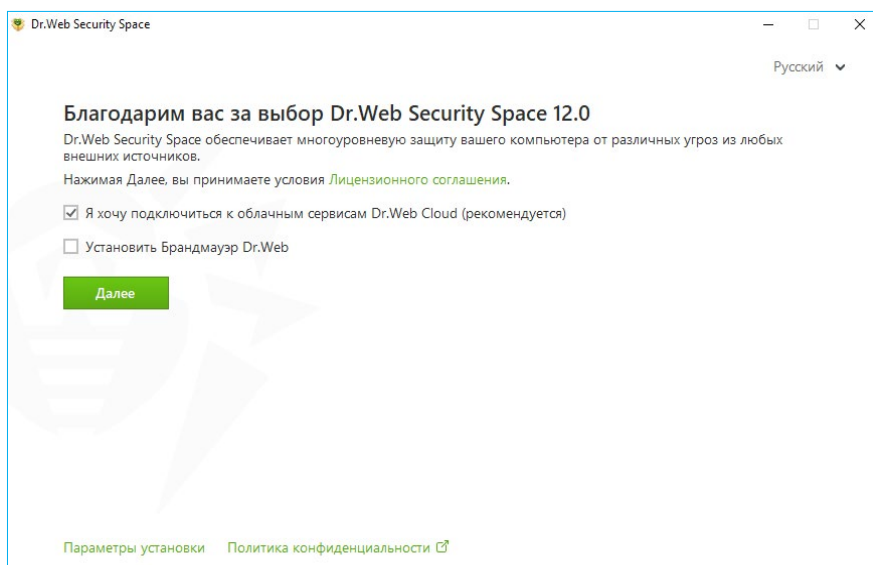 Dr.Web Security Space
Русский
Благодарим вас за выбор Dr.Web Security Space 12.0
Dr.Web Security Space обеспечивает многоуровневую защиту вашего компьютера от различных угроз из любых
внешних источников.
Нажимая Далее, вы принимаете условия Лицензионного соглашения.
Я хочу подключиться к облачным сервисам Dr.Web Cloud (рекомендуется)
Установить Брандмауэр Dr.Web
Далее
Параметры установки Политика конфиденциальности